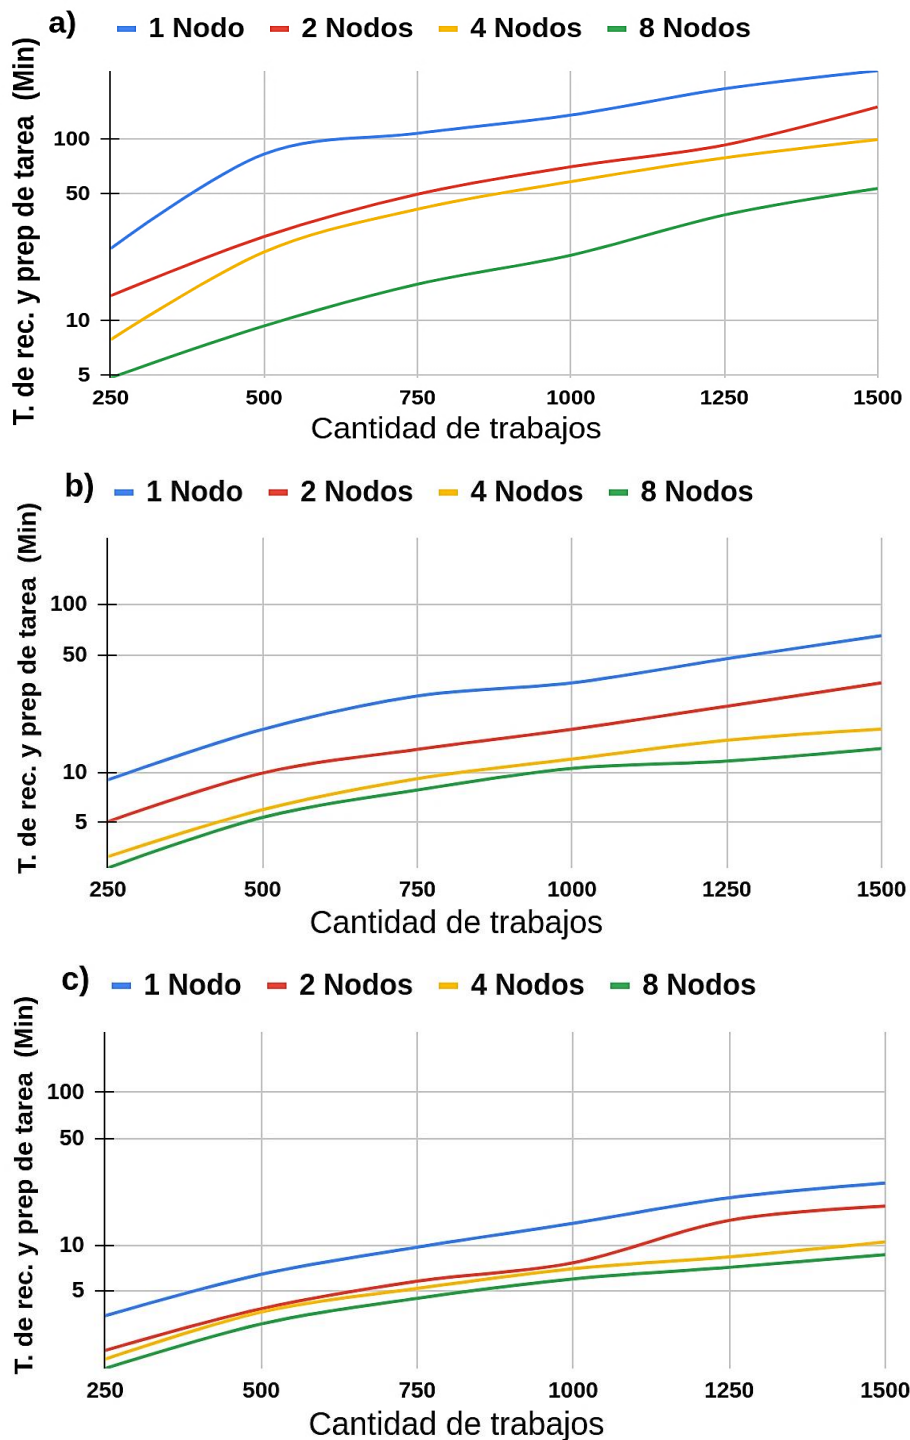 a) 1 Nodo 2 Nodos 4 Nodos 8 Nodos
T. de rec. y prep de tarea (Min)
100
50
10
5
250 500 750 1000 1250 1500
Cantidad de trabajos
b) 1 Nodo 2 Nodos 4 Nodos 8 Nodos
T. de rec. y prep de tarea (Min)
100
50
10
5
250 500 750 1000 1250 1500
Cantidad de trabajos
c) 1 Nodo 2 Nodos 4 Nodos 8 Nodos
T. de rec. y prep de tarea (Min)
100
50
10
5
250 500 750 1000 1250 1500
Cantidad de trabajos